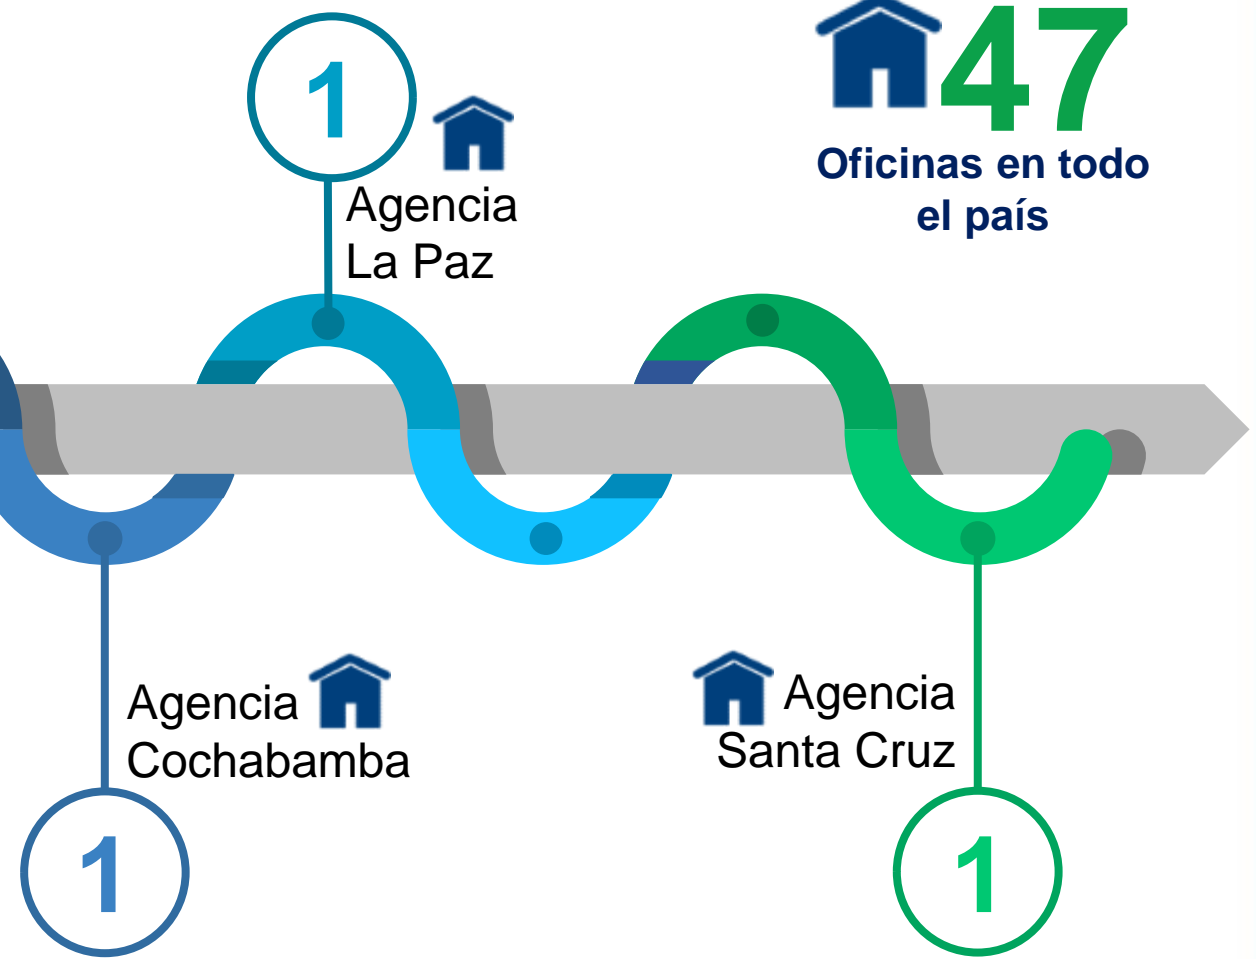 1
Agencia
La Paz
47
Oficinas en todo
el país
Agencia
Cochabamba
1
Agencia
Santa Cruz
1